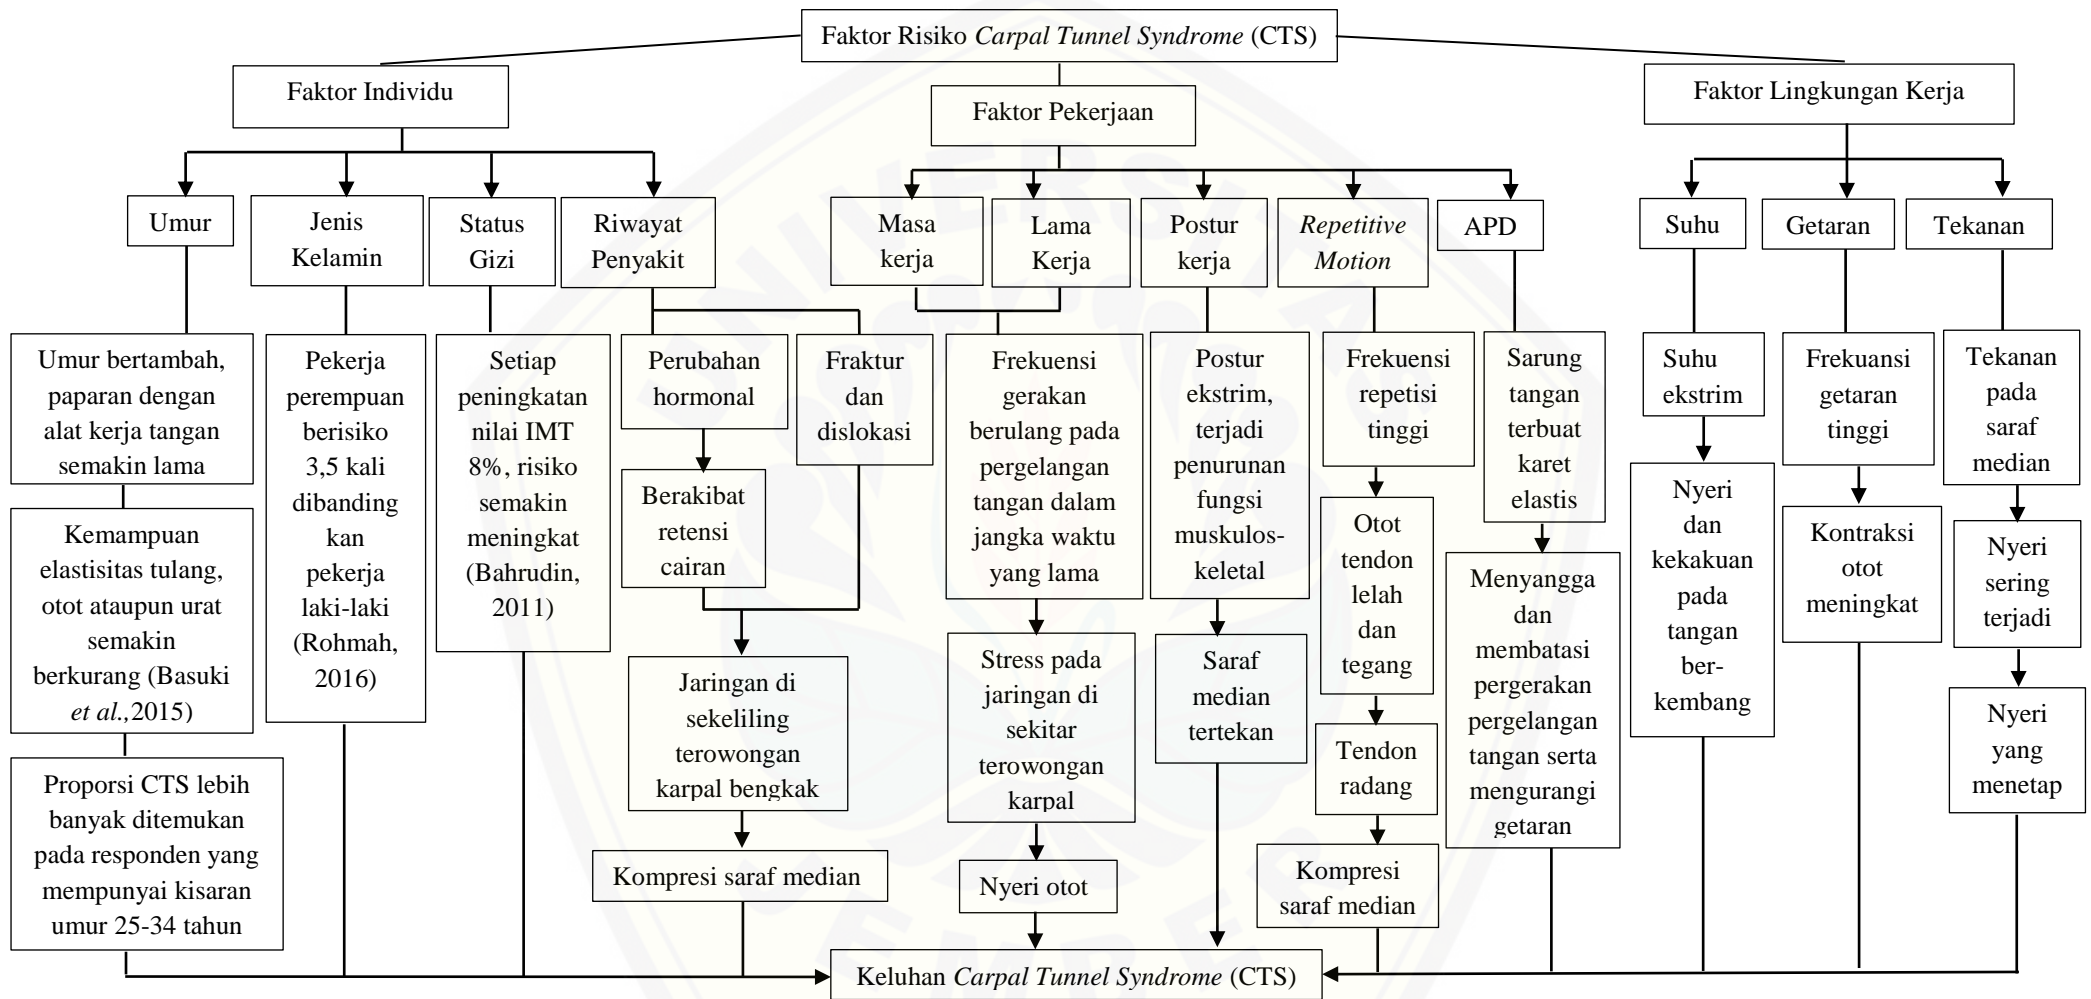 Faktor Risiko Carpal Tunnel Syndrome (CTS)
Faktor Individu
Faktor Pekerjaan
Faktor Lingkungan Kerja
Umur
Jenis
Kelamin
Status
Gizi
Riwayat
Penyakit
Masa
kerja
Lama
Kerja
Postur
kerja
Repetitive
Motion
APD
Suhu
Getaran
Tekanan
Umur bertambah,
paparan dengan
alat kerja tangan
semakin lama
Kemampuan
elastisitas tulang,
otot ataupun urat
semakin
berkurang (Basuki
et al.,2015)
Proporsi CTS lebih
banyak ditemukan
pada responden yang
mempunyai kisaran
umur 25-34 tahun
Pekerja
perempuan
berisiko
3,5 kali
dibanding
kan
pekerja
laki-laki
(Rohmah,
2016)
Setiap
peningkatan
nilai IMT
8%, risiko
semakin
meningkat
(Bahrudin,
2011)
Perubahan
hormonal
Fraktur
dan
dislokasi
Berakibat
retensi
cairan
Jaringan di
sekeliling
terowongan
karpal bengkak
Kompresi saraf median
Frekuensi
gerakan
berulang pada
pergelangan
tangan dalam
jangka waktu
yang lama
Stress pada
jaringan di
sekitar
terowongan
karpal
Nyeri otot
Postur
ekstrim,
terjadi
penurunan
fungsi
muskulos-
keletal
Saraf
median
tertekan
Frekuensi
repetisi
tinggi
Otot
tendon
lelah
dan
tegang
Tendon
radang
Kompresi
saraf median
Sarung
tangan
terbuat
karet
elastis
Menyangga
dan
membatasi
pergerakan
pergelangan
tangan serta
mengurangi
getaran
Suhu
ekstrim
Nyeri
dan
kekakuan
pada
tangan
ber-
kembang
Frekuansi
getaran
tinggi
Kontraksi
otot
meningkat
Tekanan
pada
saraf
median
Nyeri
sering
terjadi
Nyeri
yang
menetap
Keluhan Carpal Tunnel Syndrome (CTS)
UNIVERSITAS
JEMBER